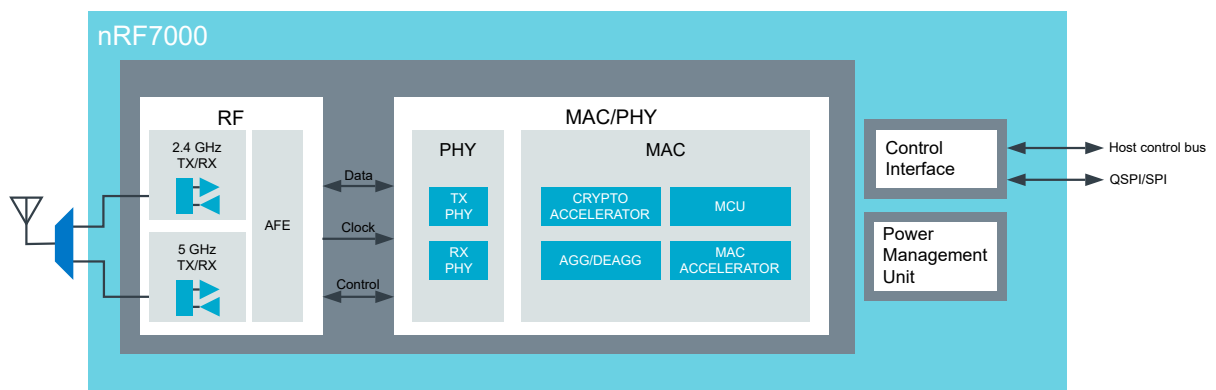 nRF7000
RF
2.4 GHz
TX/RX
5 GHz
TX/RX
AFE
Data
Clock
Control
MAC/PHY
PHY
TX
PHY
RX
PHY
MAC
CRYPTO
ACCELERATOR
MCU
AGG/DEAGG
MAC
ACCELERATOR
Control
Interface
Power
Management
Unit
Host control bus
QSPI/SPI